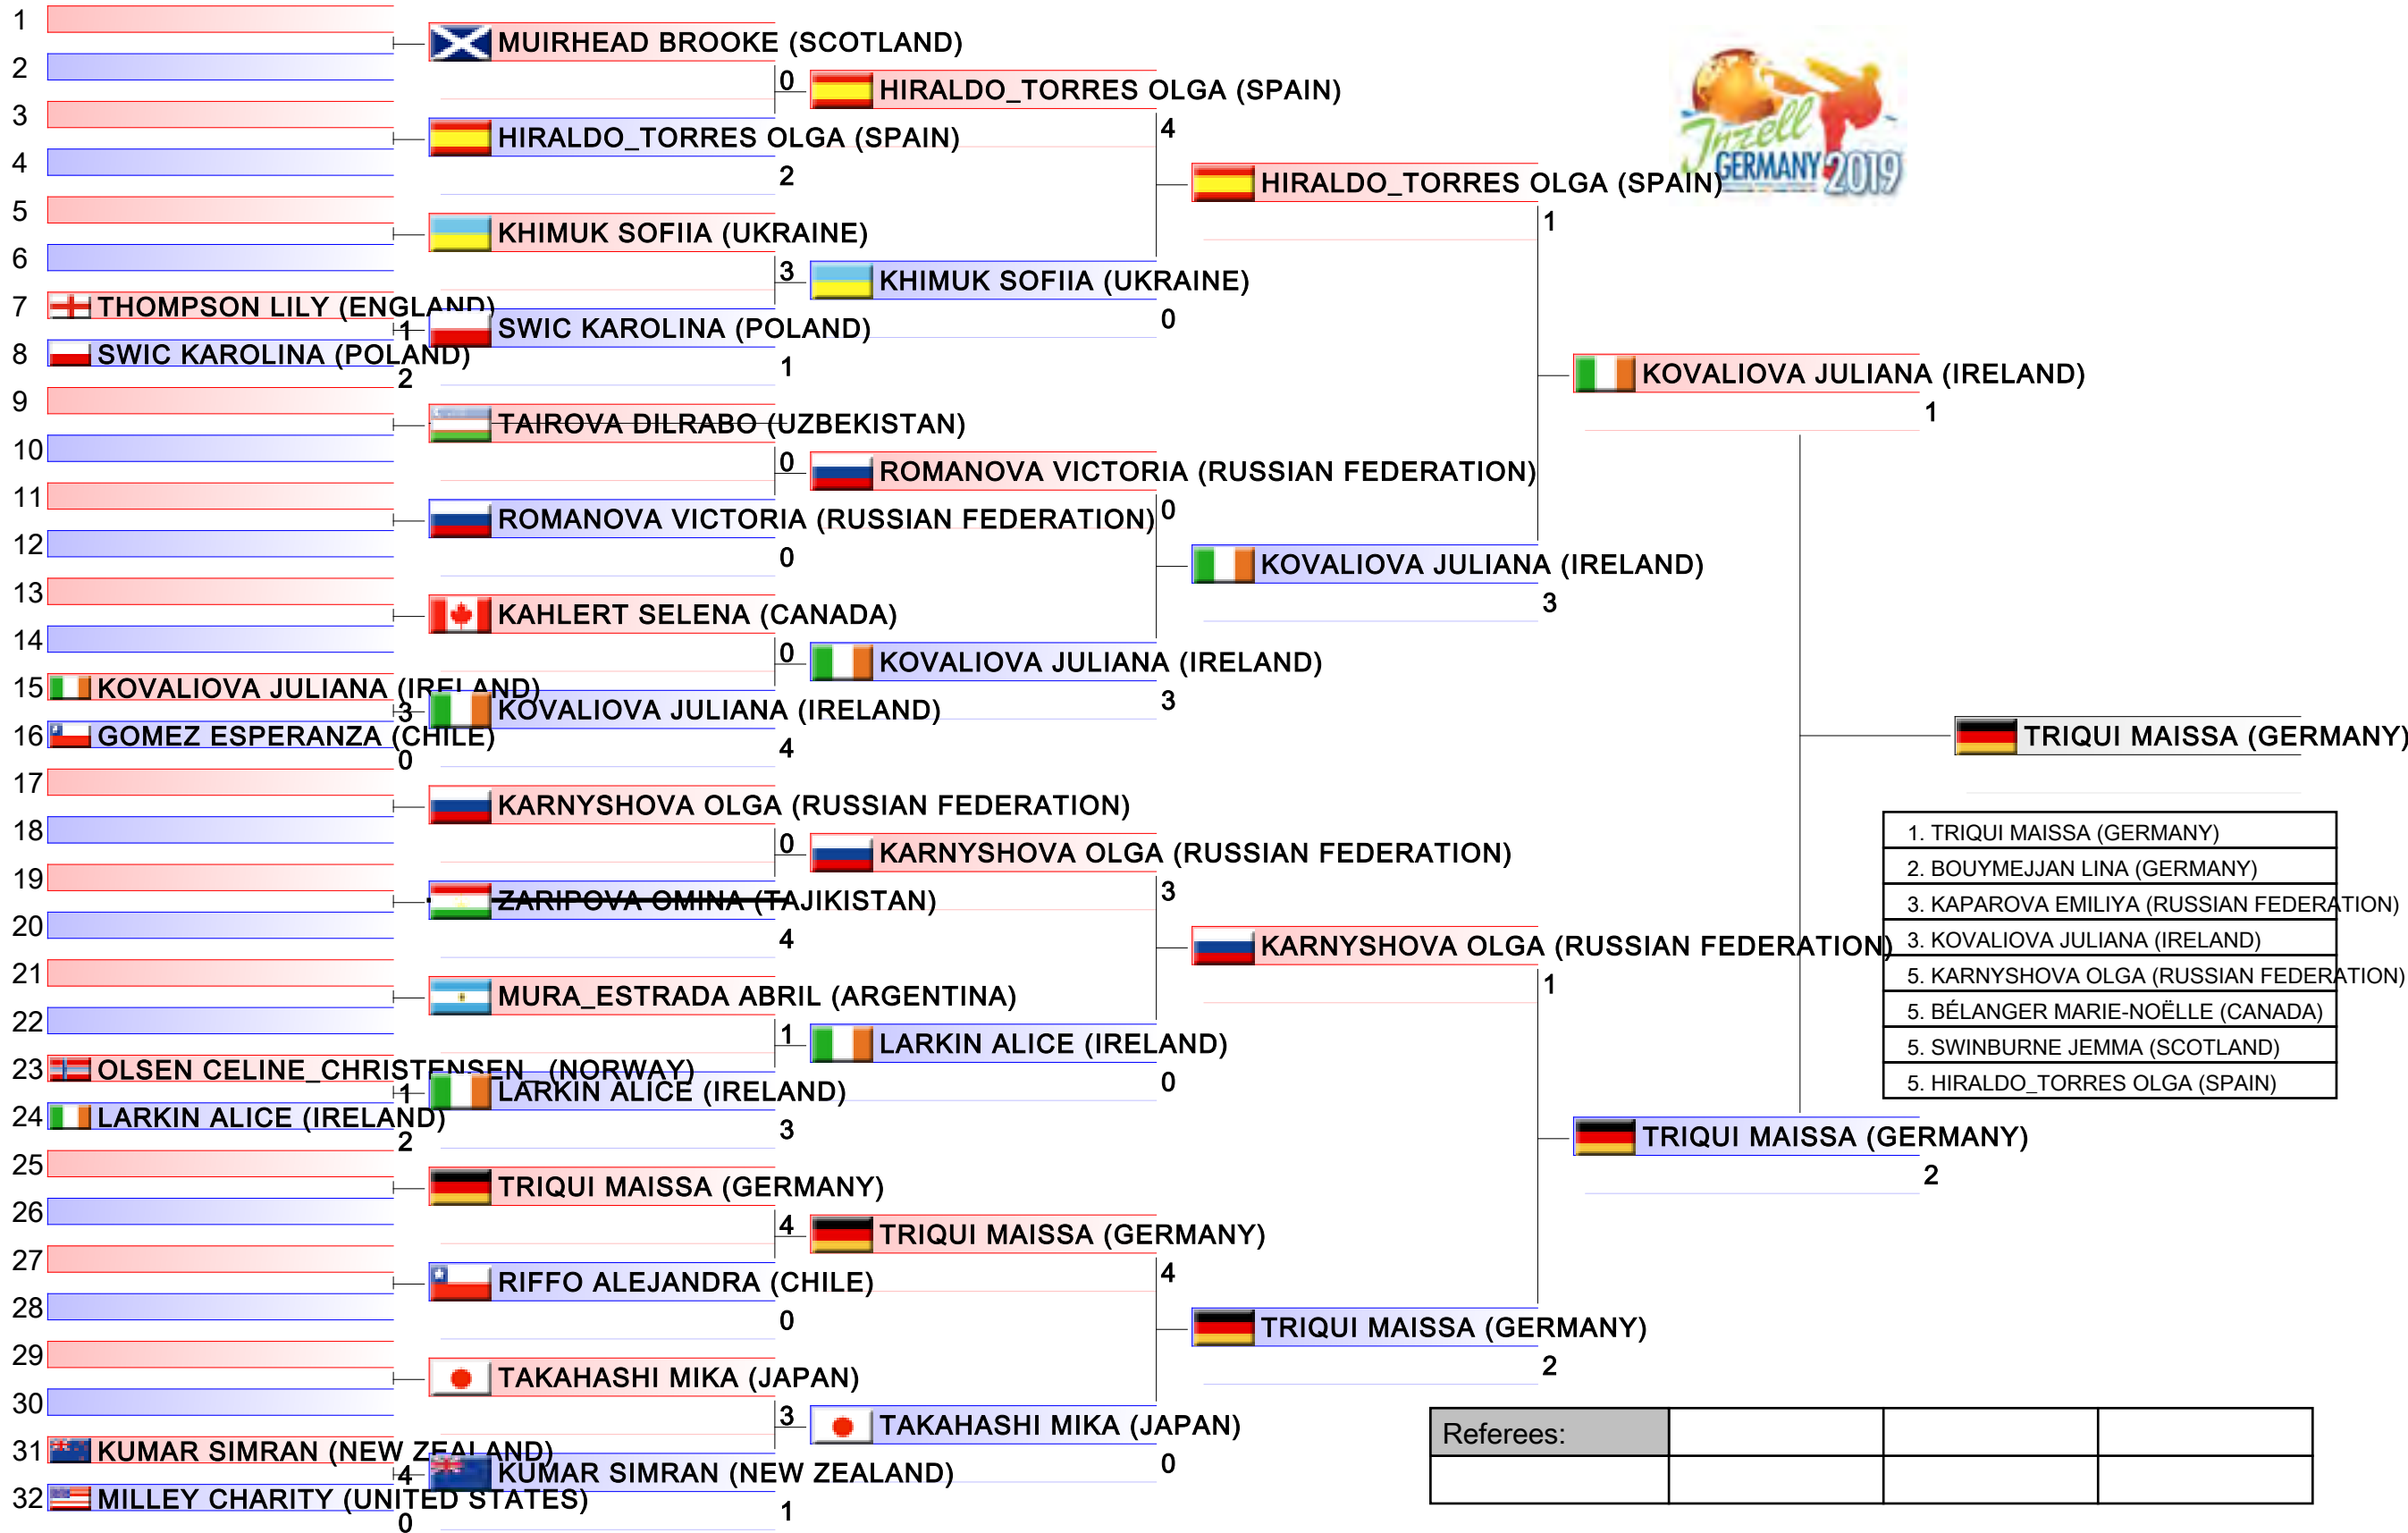 1
MUIRHEAD BROOKE (SCOTLAND)
2
0
HIRALDO_TORRES OLGA (SPAIN)
3
4
HIRALDO_TORRES OLGA (SPAIN)
4
2
Inzell
GERMANY 2019
HIRALDO_TORRES OLGA (SPAIN)
1
5
KHIMUK SOFIIA (UKRAINE)
6
3
KHIMUK SOFIIA (UKRAINE)
0
7
THOMPSON LILY (ENGLAND)
1
SWIC KAROLINA (POLAND)
8
SWIC KAROLINA (POLAND)
2
1
KOVALIOVA JULIANA (IRELAND)
1
9
TAIROVA DILRABO (UZBEKISTAN)
10
0
ROMANOVA VICTORIA (RUSSIAN FEDERATION)
11
0
ROMANOVA VICTORIA (RUSSIAN FEDERATION)
12
0
KOVALIOVA JULIANA (IRELAND)
3
13
KAHLERT SELENA (CANADA)
14
0
KOVALIOVA JULIANA (IRELAND)
3
15
KOVALIOVA JULIANA (IRELAND)
3
KOVALIOVA JULIANA (IRELAND)
16
GOMEZ ESPERANZA (CHILE)
0
4
TRIQUI MAISSA (GERMANY)
17
KARNYSHOVA OLGA (RUSSIAN FEDERATION)
18
0
KARNYSHOVA OLGA (RUSSIAN FEDERATION)
19
3
ZARIPOVA OMINA (TAJIKISTAN)
20
4
KARNYSHOVA OLGA (RUSSIAN FEDERATION)
1
21
MURA_ESTRADA ABRIL (ARGENTINA)
22
1
LARKIN ALICE (IRELAND)
0
23
OLSEN CELINE_CHRISTENSEN_ (NORWAY)
1
LARKIN ALICE (IRELAND)
24
LARKIN ALICE (IRELAND)
2
3
1. TRIQUI MAISSA (GERMANY)
2. BOUYMEJJAN LINA (GERMANY)
3. KAPAROVA EMILIYA (RUSSIAN FEDERATION)
3. KOVALIOVA JULIANA (IRELAND)
5. KARNYSHOVA OLGA (RUSSIAN FEDERATION)
5. BÉLANGER MARIE-NOËLLE (CANADA)
5. SWINBURNE JEMMA (SCOTLAND)
5. HIRALDO_TORRES OLGA (SPAIN)
TRIQUI MAISSA (GERMANY)
2
25
TRIQUI MAISSA (GERMANY)
26
4
TRIQUI MAISSA (GERMANY)
27
4
RIFFO ALEJANDRA (CHILE)
28
0
TRIQUI MAISSA (GERMANY)
2
29
TAKAHASHI MIKA (JAPAN)
30
3
TAKAHASHI MIKA (JAPAN)
0
31
KUMAR SIMRAN (NEW ZEALAND)
4
KUMAR SIMRAN (NEW ZEALAND)
32
MILLEY CHARITY (UNITED STATES)
0
1
Referees: